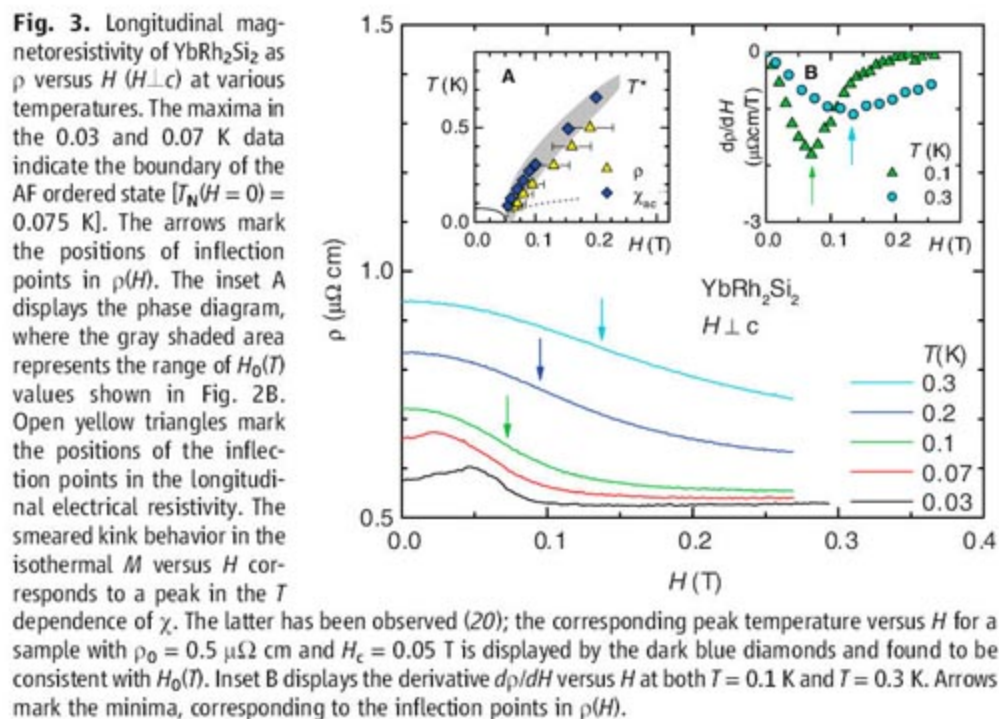 Fig. 3. Longitudinal mag-
netoresistivity of YbRh₂Si₂ as
ρ versus H (H⊥c) at various
temperatures. The maxima in
the 0.03 and 0.07 K data
indicate the boundary of the
AF ordered state [T_N(H = 0) =
0.075 K]. The arrows mark
the positions of inflection
points in ρ(H). The inset A
displays the phase diagram,
where the gray shaded area
represents the range of H₀(T)
values shown in Fig. 2B.
Open yellow triangles mark
the positions of the inflec-
tion points in the longitudi-
nal electrical resistivity. The
smeared kink behavior in the
isothermal M versus H cor-
responds to a peak in the T
dependence of χ. The latter has been observed (20); the corresponding peak temperature versus H for a
sample with ρ₀ = 0.5 μΩ cm and H_c = 0.05 T is displayed by the dark blue diamonds and found to be
consistent with H₀(T). Inset B displays the derivative dρ/dH versus H at both T = 0.1 K and T = 0.3 K. Arrows
mark the minima, corresponding to the inflection points in ρ(H).
1.5
1.0
0.5
ρ (μΩ cm)
0.0 0.1 0.2 0.3 0.4
H (T)
T (K)
A
T*
0.5
0.0
ρ
χ_ac
0.0 0.1 0.2
H (T)
0
B
dρ/dH
(μΩcm/T)
-3
T (K)
0.1
0.3
0.0 0.1 0.2 0.3
H (T)
YbRh₂Si₂
H ⊥ c
T(K)
0.3
0.2
0.1
0.07
0.03